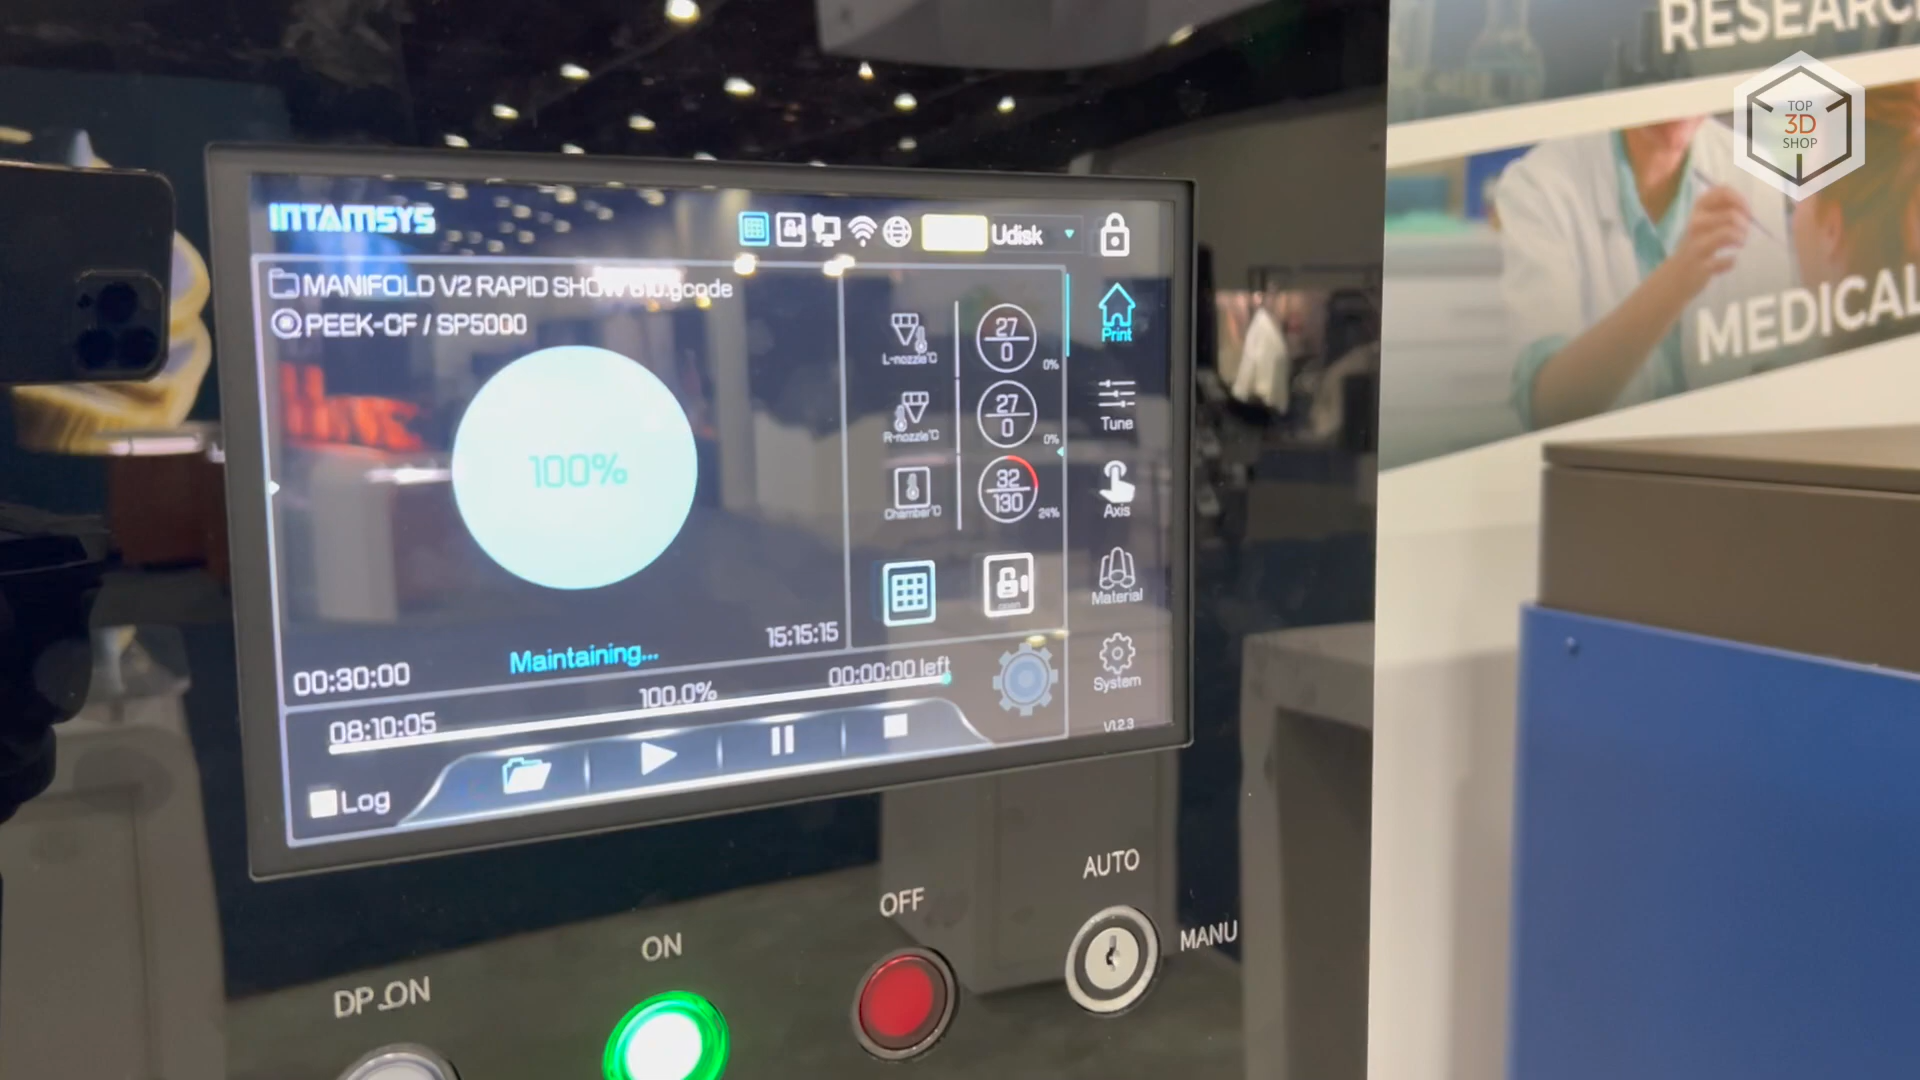 RESEARCH
TOP
3D
SHOP
INTAMSYS
Udisk
MANIFOLD V2 RAPID SHOW
.gcode
PEEK-CF / SP5000
100%
Maintaining...
15:15:15
00:30:00
L-nozzle°C
27
0
0%
R-nozzle°C
27
0
0%
Chamber°C
32
130
24%
Print
Tune
Axis
Material
System
V1.2.3
100.0%
00:00:00 left
08:10:05
Log
MEDICAL
DP_ON
ON
OFF
AUTO
MANU